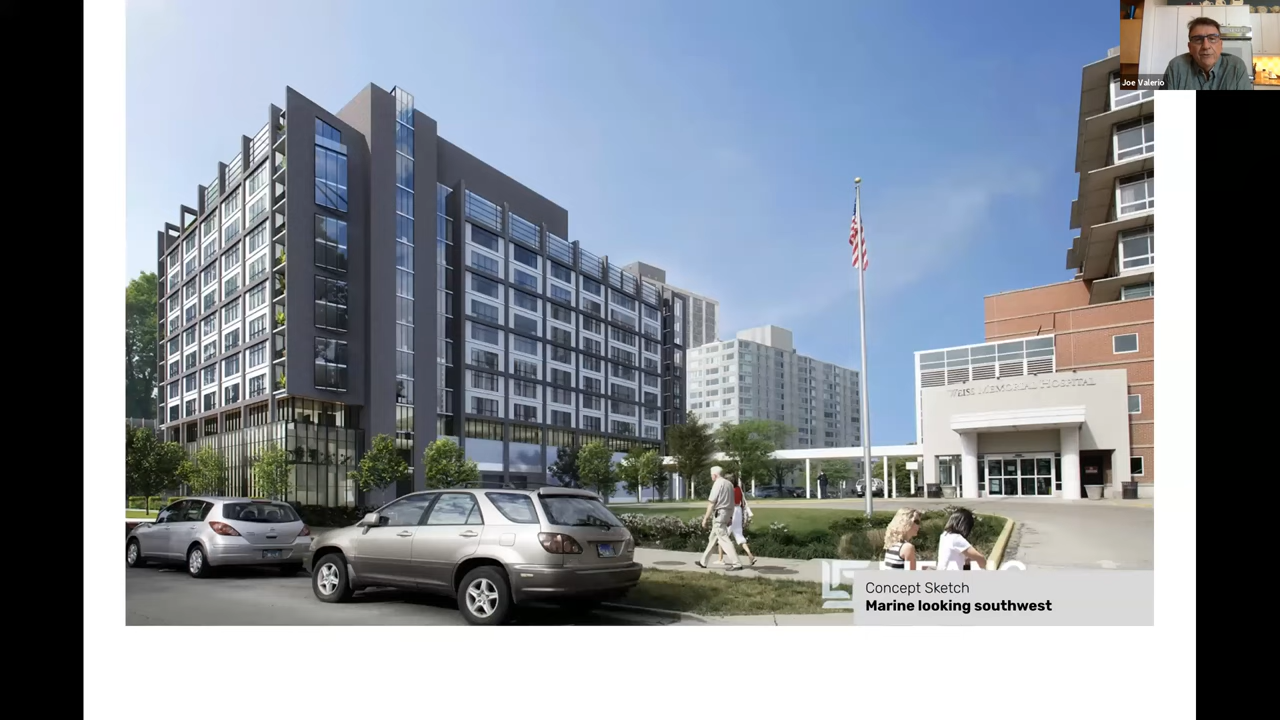 Joe Valerio
WEISS MEMORIAL HOSPITAL
Concept Sketch
Marine looking southwest